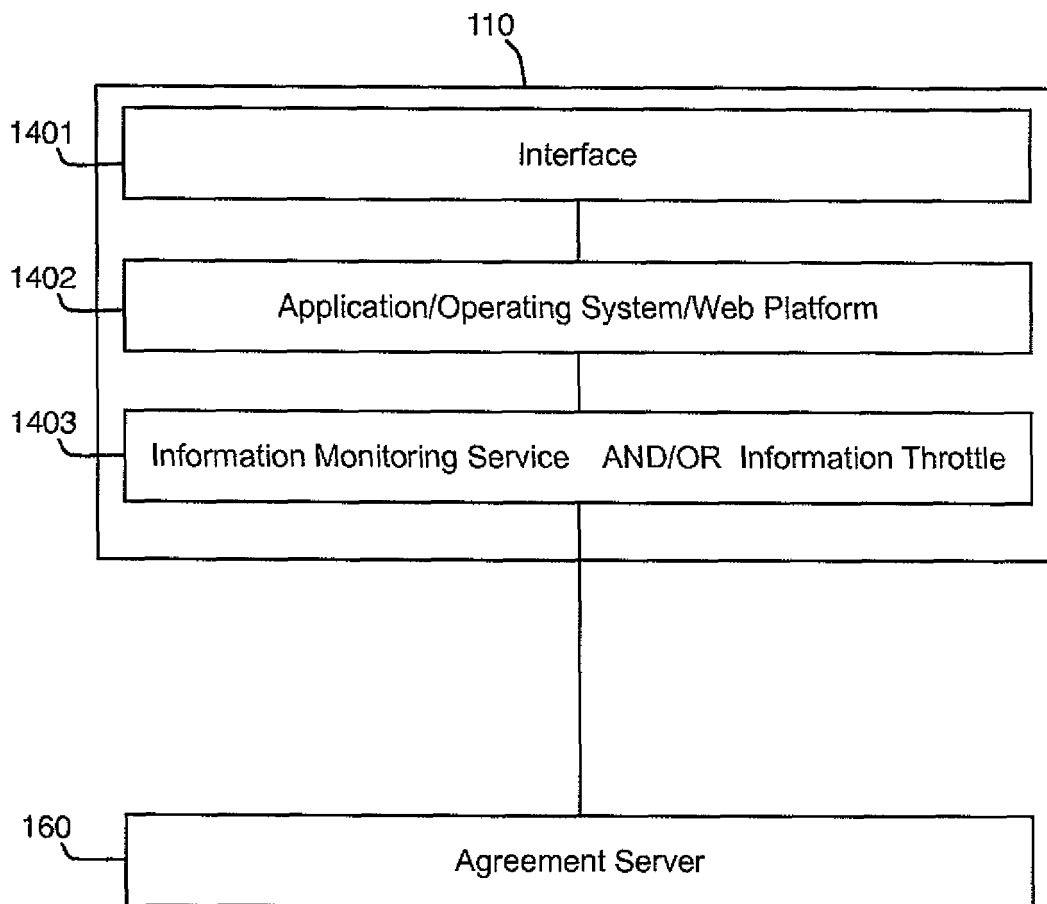 110
1401
Interface
1402
Application/Operating System/Web Platform
1403
Information Monitoring Service AND/OR Information Throttle
160
Agreement Server